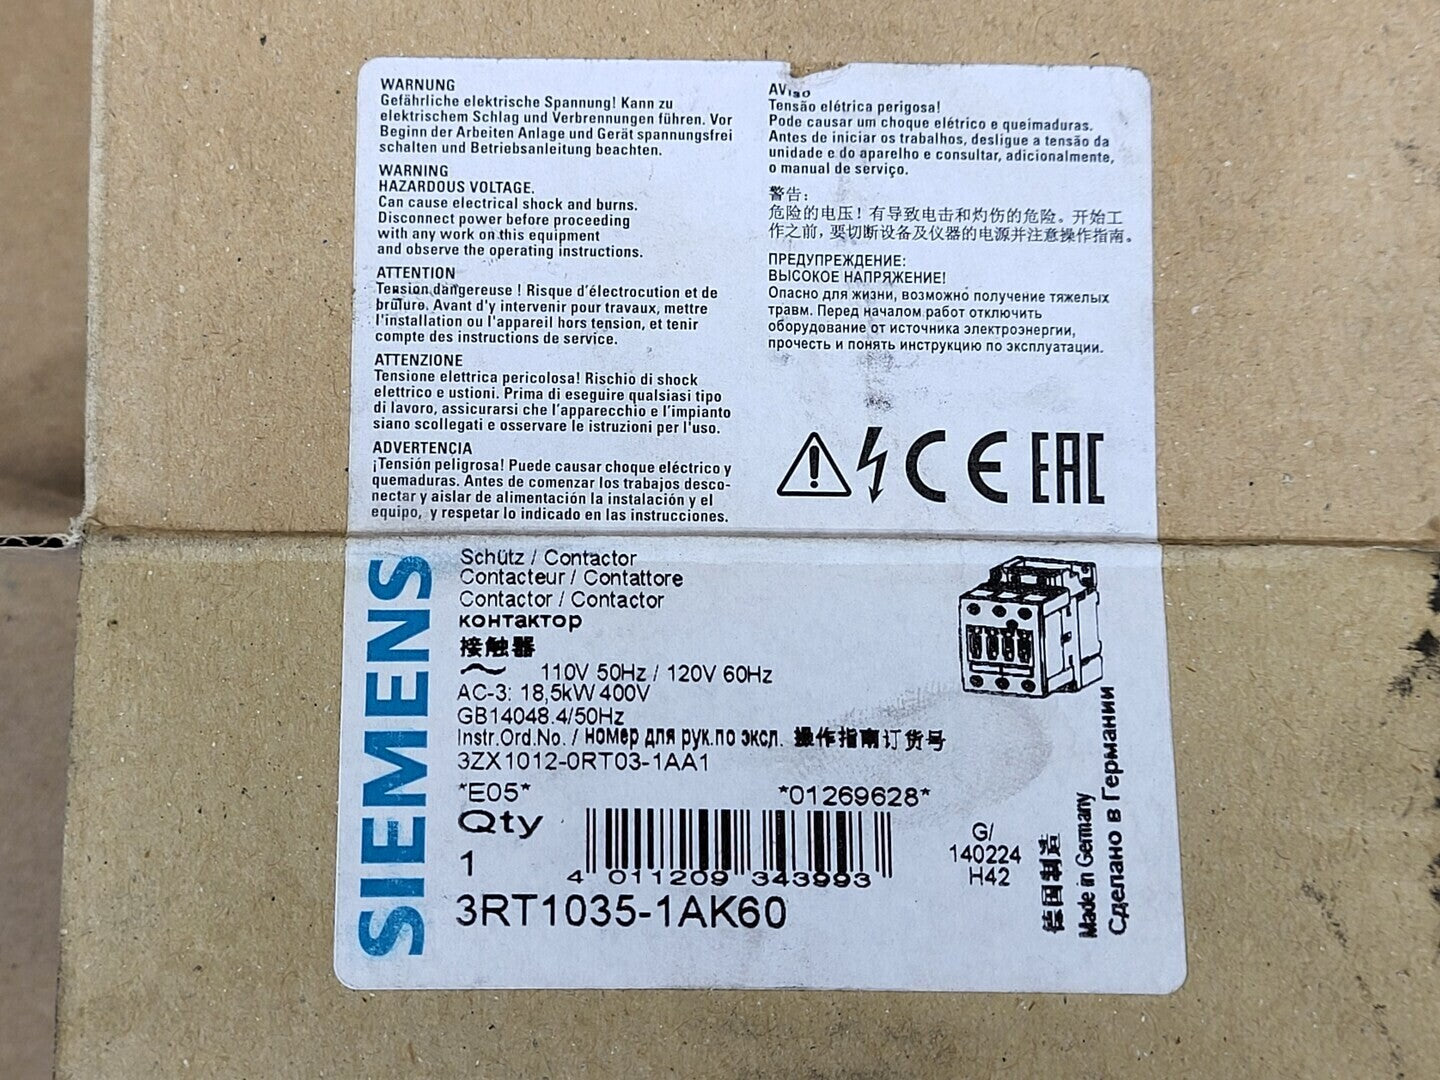 WARNUNG
Gefährliche elektrische Spannung! Kann zu
elektrischem Schlag und Verbrennungen führen. Vor
Beginn der Arbeiten Anlage und Gerät spannungsfrei
schalten und Betriebsanleitung beachten.
WARNING
HAZARDOUS VOLTAGE.
Can cause electrical shock and burns.
Disconnect power before proceeding
with any work on this equipment
and observe the operating instructions.
ATTENTION
Tension dangereuse ! Risque d'électrocution et de
brûlure. Avant d'y intervenir pour travaux, mettre
l'installation ou l'appareil hors tension, et tenir
compte des instructions de service.
ATTENZIONE
Tensione elettrica pericolosa! Rischio di shock
elettrico e ustioni. Prima di eseguire qualsiasi tipo
di lavoro, assicurarsi che l'apparecchio e l'impianto
siano scollegati e osservare le istruzioni per l'uso.
ADVERTENCIA
¡Tensión peligrosa! Puede causar choque eléctrico y
quemaduras. Antes de comenzar los trabajos desco-
nectar y aislar de alimentación la instalación y el
equipo, y respetar lo indicado en las instrucciones.
AVISO
Tensão elétrica perigosa!
Pode causar um choque elétrico e queimaduras.
Antes de iniciar os trabalhos, desligue a tensão da
unidade e do aparelho e consultar, adicionalmente,
o manual de serviço.
警告:
危险的电压!有导致电击和灼伤的危险。开始工
作之前,要切断设备及仪器的电源并注意操作指南。
ПРЕДУПРЕЖДЕНИЕ:
ВЫСОКОЕ НАПРЯЖЕНИЕ!
Опасно для жизни, возможно получение тяжелых
травм. Перед началом работ отключить
оборудование от источника электроэнергии,
прочесть и понять инструкцию по эксплуатации.
CE EAC
SIEMENS
Schütz / Contactor
Contacteur / Contattore
Contactor / Contactor
контактор
接触器
~ 110V 50Hz / 120V 60Hz
AC-3: 18,5kW 400V
GB14048.4/50Hz
Instr.Ord.No. / номер для рук.по экспл. 操作指南订货号
3ZX1012-0RT03-1AA1
*E05* *01269628*
Qty
1
4 011209 343993
3RT1035-1AK60
G/
140224
H42
德国制造
Made in Germany
Сделано в Германии